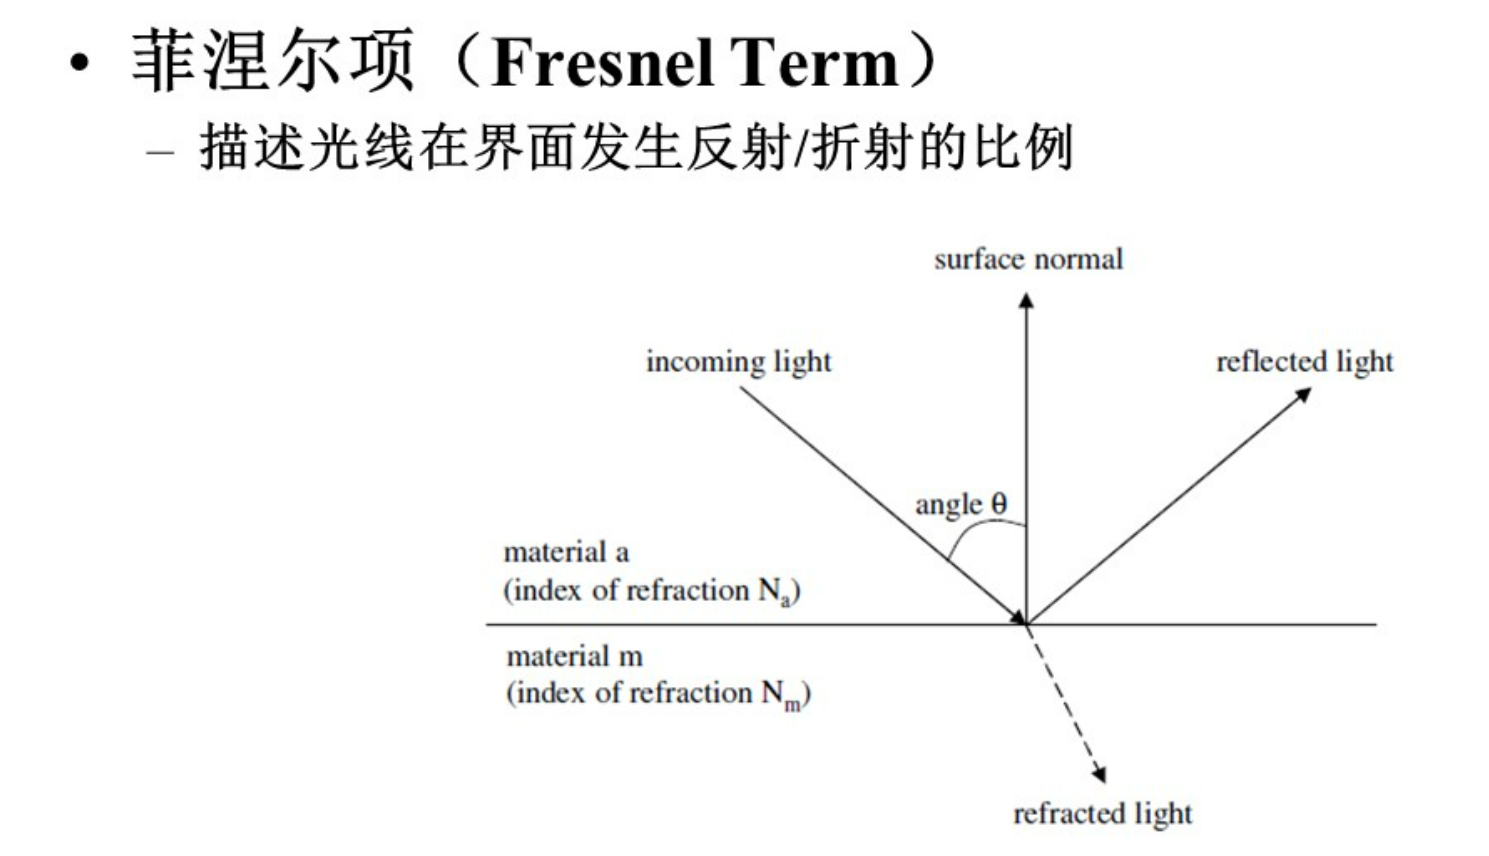 • 菲涅尔项（Fresnel Term）
– 描述光线在界面发生反射/折射的比例
surface normal
incoming light
reflected light
angle θ
material a
(index of refraction Nₐ)
material m
(index of refraction Nₘ)
refracted light